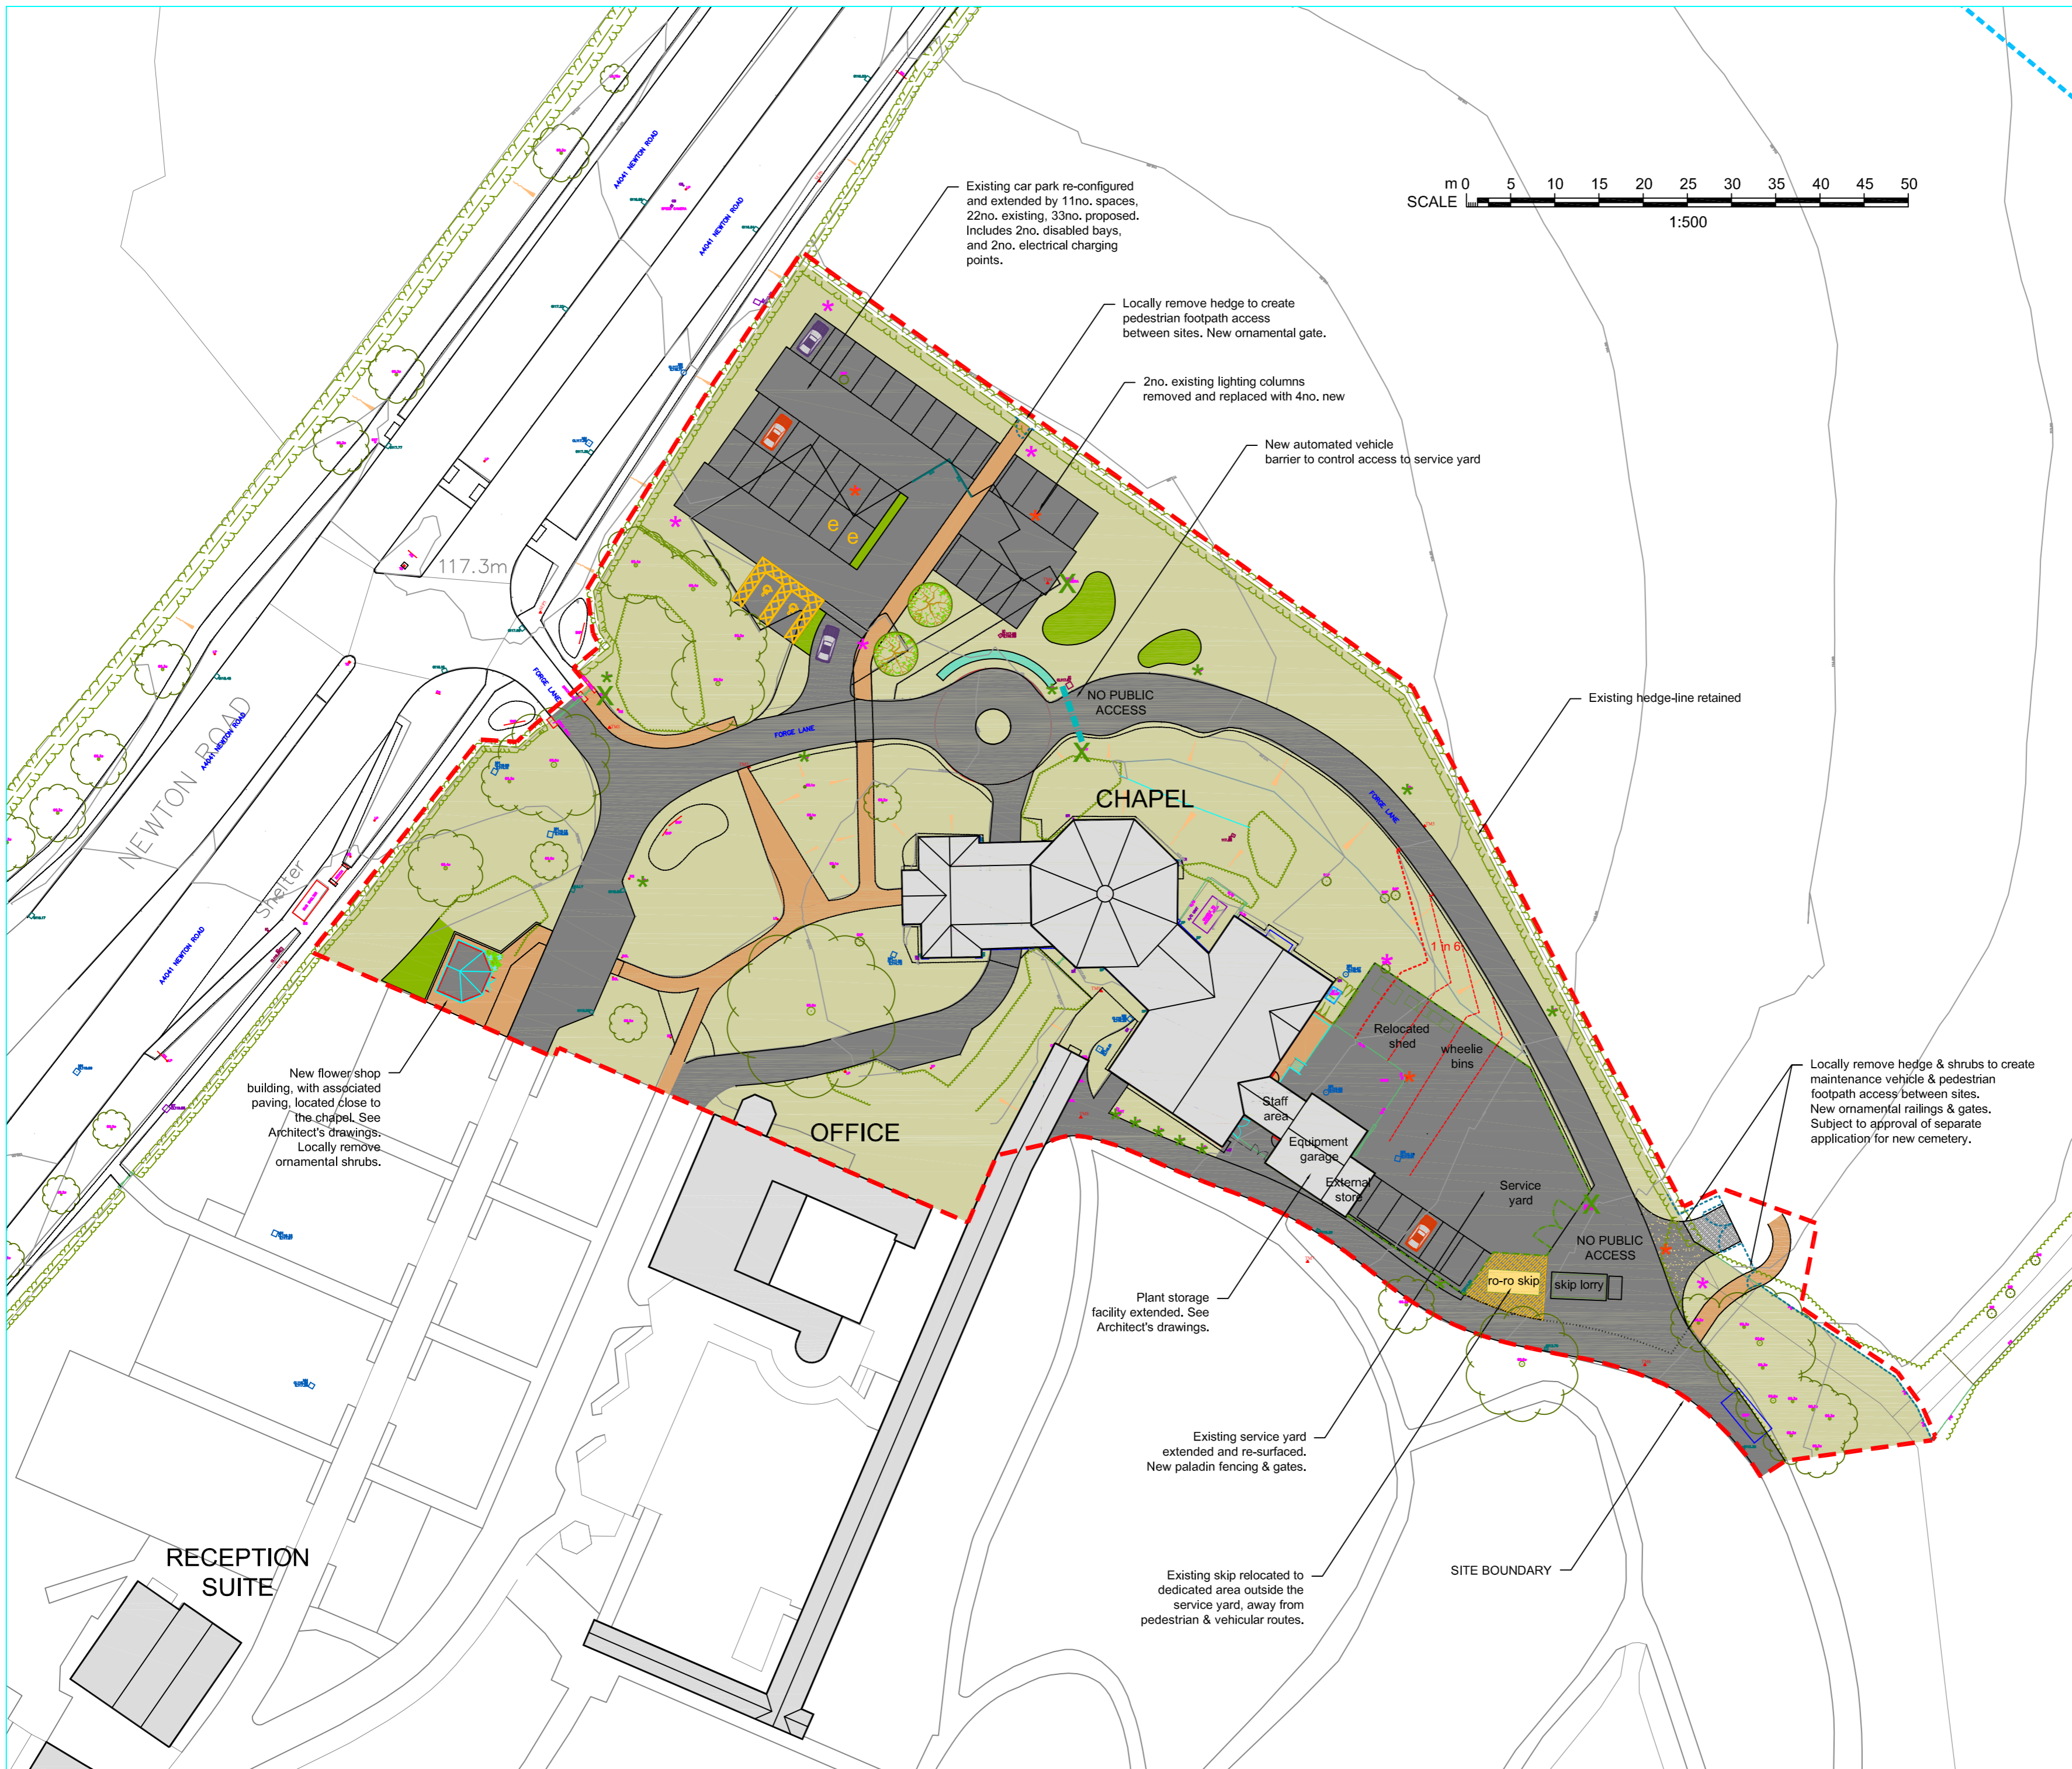 A4041 NEWTON ROAD
A4041 NEWTON ROAD
m 0 5 10 15 20 25 30 35 40 45 50
SCALE
1:500
Existing car park re-configured
and extended by 11no. spaces,
22no. existing, 33no. proposed.
Includes 2no. disabled bays,
and 2no. electrical charging
points.
Locally remove hedge to create
pedestrian footpath access
between sites. New ornamental gate.
2no. existing lighting columns
removed and replaced with 4no. new
New automated vehicle
barrier to control access to service yard
e
e
117.3m
FORGE LANE
NO PUBLIC
ACCESS
FORGE LANE
Existing hedge-line retained
NEWTON ROAD
A4041 NEWTON ROAD
CHAPEL
FORGE LANE
Shelter
A4041 NEWTON ROAD
1 in 6
Relocated
shed
wheelie
bins
New flower shop
building, with associated
paving, located close to
the chapel. See
Architect's drawings.
Locally remove
ornamental shrubs.
Locally remove hedge & shrubs to create
maintenance vehicle & pedestrian
footpath access between sites.
New ornamental railings & gates.
Subject to approval of separate
application for new cemetery.
OFFICE
Staff
area
Equipment
garage
External
store
Service
yard
NO PUBLIC
ACCESS
ro-ro skip
skip lorry
Plant storage
facility extended. See
Architect's drawings.
Existing service yard
extended and re-surfaced.
New paladin fencing & gates.
RECEPTION
SUITE
Existing skip relocated to
dedicated area outside the
service yard, away from
pedestrian & vehicular routes.
SITE BOUNDARY